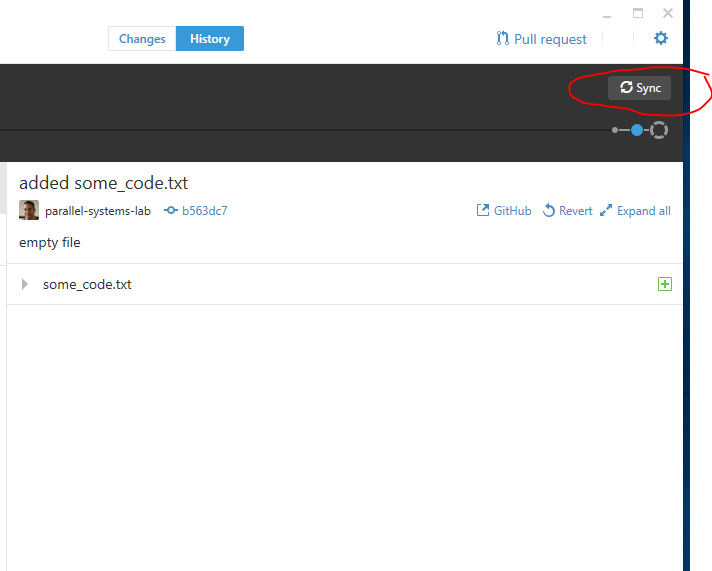 Changes History Pull request
Sync
added some_code.txt
parallel-systems-lab b563dc7 GitHub Revert Expand all
empty file
some_code.txt